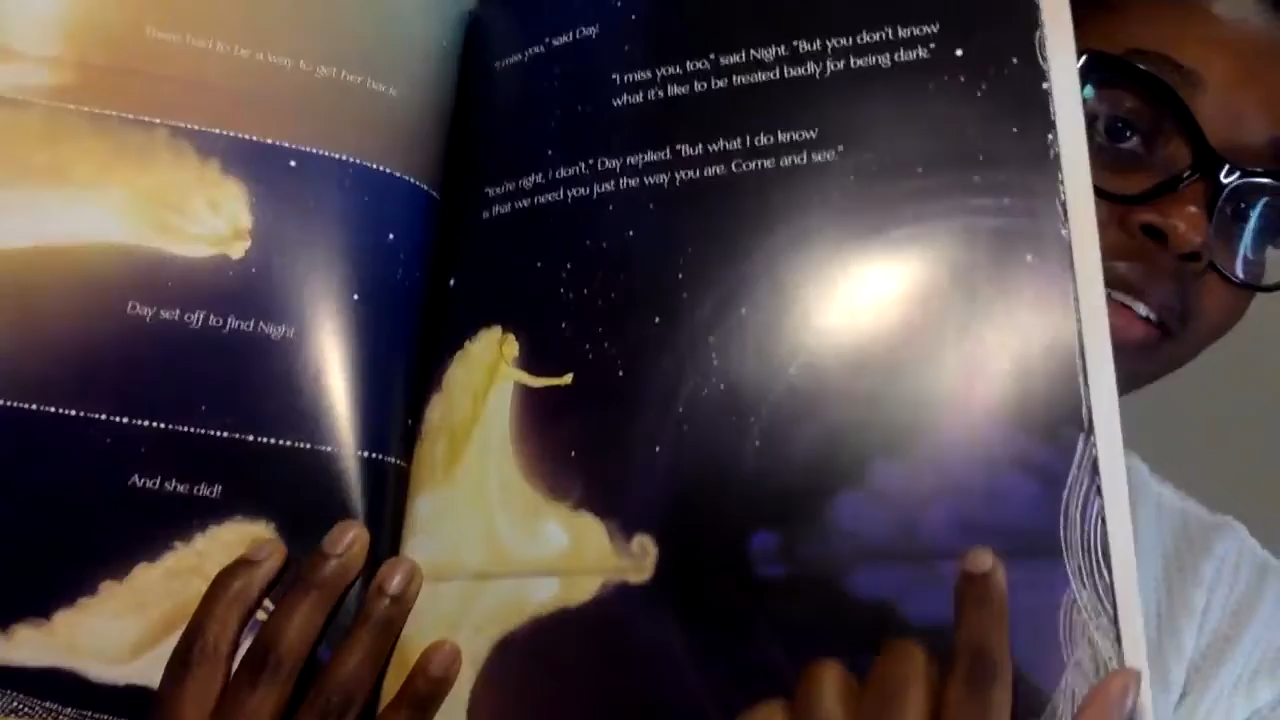 There had to be a way to get her back.
Day set off to find Night.
And she did!
"I miss you," said Day.
"I miss you, too," said Night. "But you don't know
what it's like to be treated badly for being dark."
"You're right, I don't," Day replied. "But what I do know
is that we need you just the way you are. Come and see."